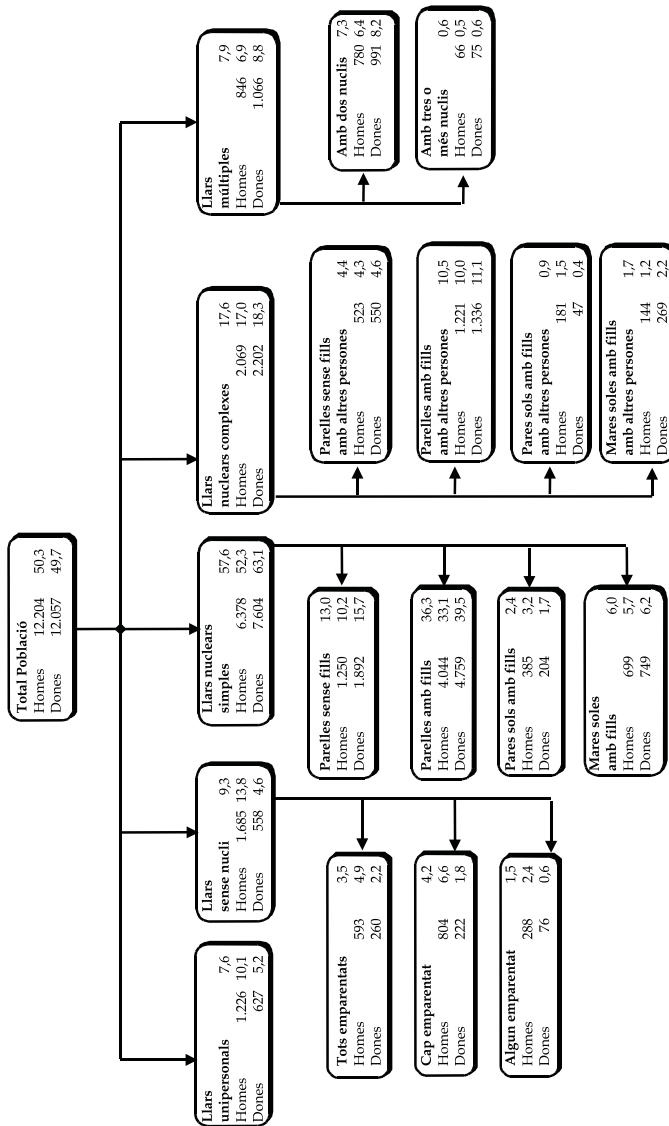 Total Població
Homes 12.204 50,3
Dones 12.057 49,7
Llars
unipersonals 7,6
Homes 1.226 10,1
Dones 627 5,2
Llars
sense nucli 9,3
Homes 1.685 13,8
Dones 558 4,6
Llars nuclears
simples 57,6
Homes 6.378 52,3
Dones 7.604 63,1
Llars
nuclears complexes 17,6
Homes 2.069 17,0
Dones 2.202 18,3
Llars
múltiples 7,9
Homes 846 6,9
Dones 1.066 8,8
Tots emparentats 3,5
Homes 593 4,9
Dones 260 2,2
Cap emparentat 4,2
Homes 804 6,6
Dones 222 1,8
Algun emparentat 1,5
Homes 288 2,4
Dones 76 0,6
Parelles sense fills 13,0
Homes 1.250 10,2
Dones 1.892 15,7
Parelles amb fills 36,3
Homes 4.044 33,1
Dones 4.759 39,5
Pares sols amb fills 2,4
Homes 385 3,2
Dones 204 1,7
Mares soles
amb fills 6,0
Homes 699 5,7
Dones 749 6,2
Parelles sense fills
amb altres persones 4,4
Homes 523 4,3
Dones 550 4,6
Parelles amb fills
amb altres persones 10,5
Homes 1.221 10,0
Dones 1.336 11,1
Pares sols amb fills
amb altres persones 0,9
Homes 181 1,5
Dones 47 0,4
Mares soles amb fills
amb altres persones 1,7
Homes 144 1,2
Dones 269 2,2
Amb dos nuclis 7,3
Homes 780 6,4
Dones 991 8,2
Amb tres o
més nuclis 0,6
Homes 66 0,5
Dones 75 0,6